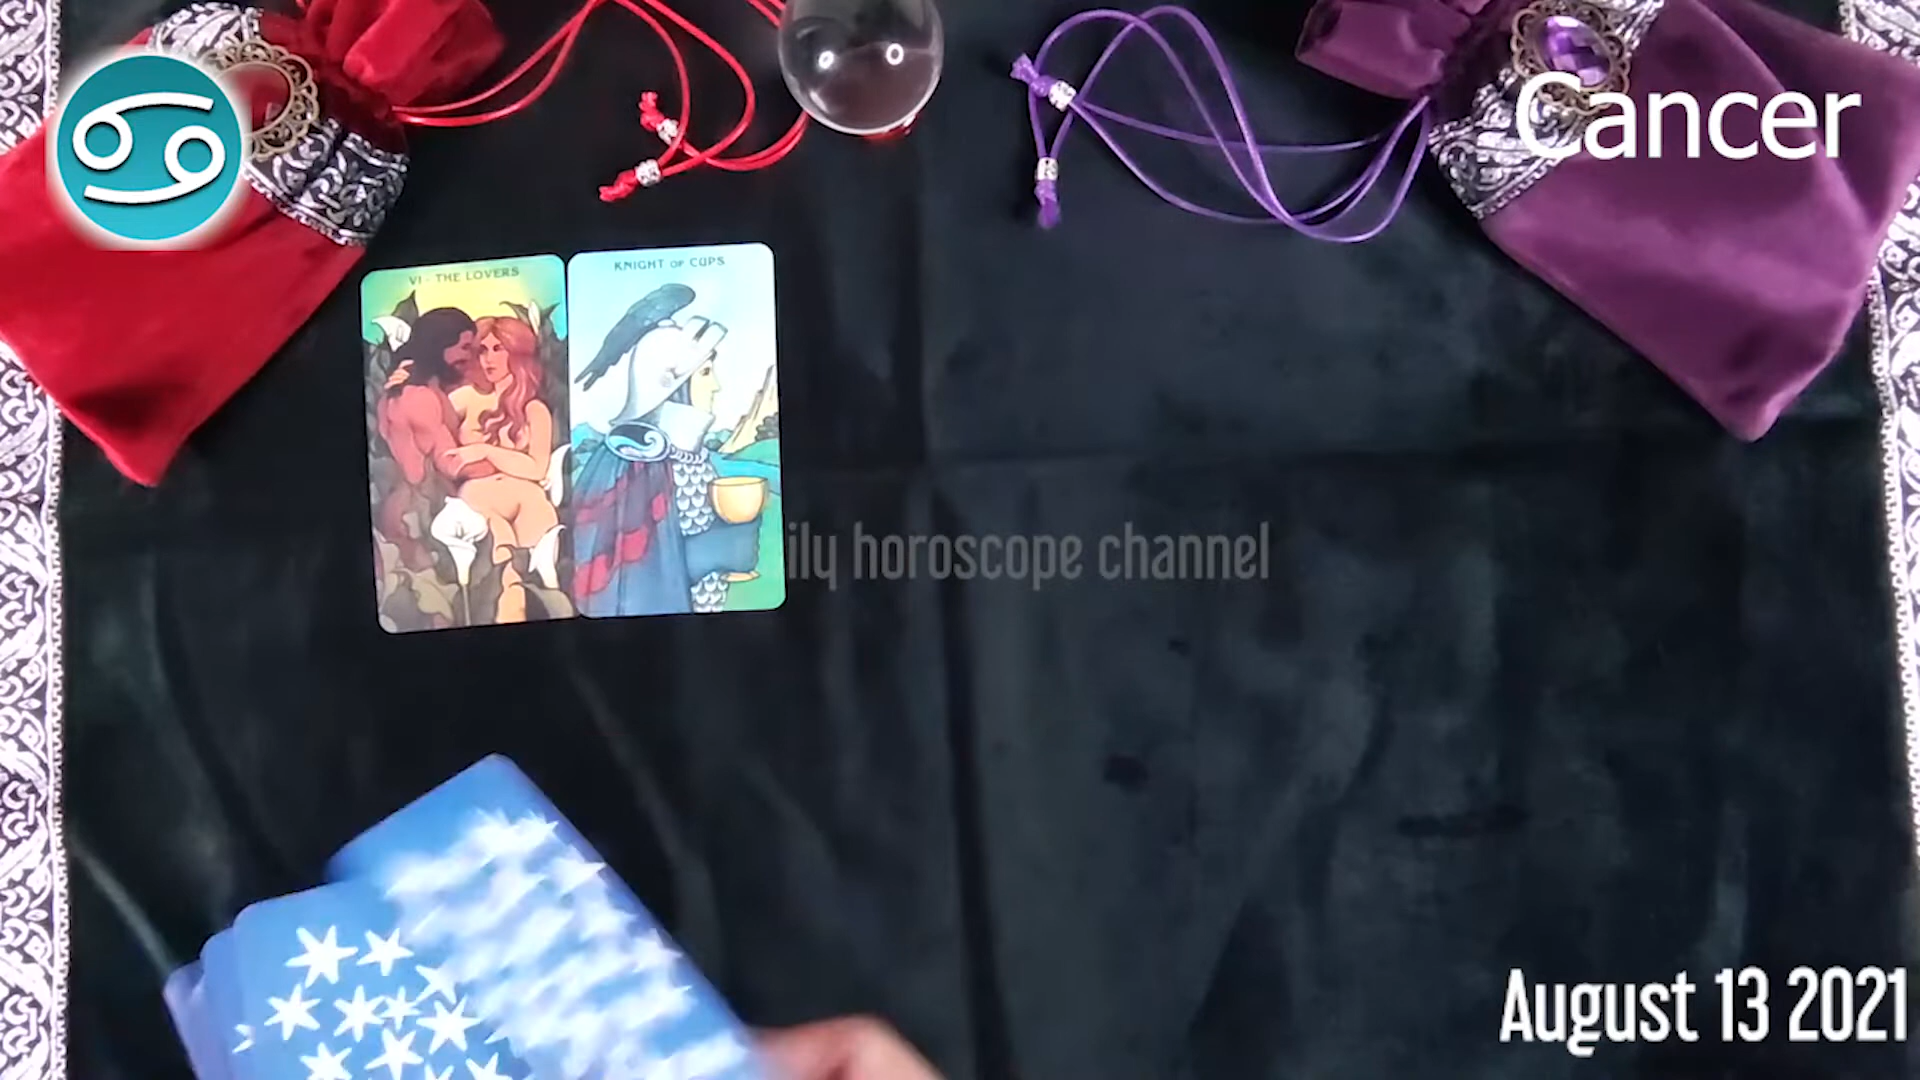 Cancer
VI - THE LOVERS
KNIGHT OF CUPS
ily horoscope channel
August 13 2021